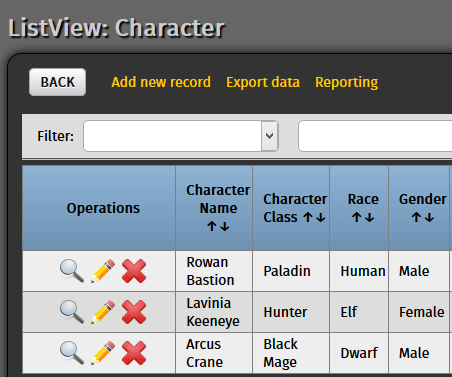 ListView: Character
BACK Add new record Export data Reporting
Filter:
Operations Character Name ↑↓ Character Class ↑↓ Race ↑↓ Gender ↑↓
Rowan Bastion Paladin Human Male
Lavinia Keeneye Hunter Elf Female
Arcus Crane Black Mage Dwarf Male